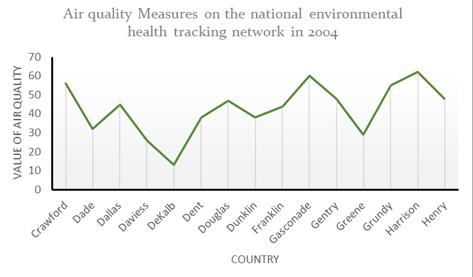 Air quality Measures on the national environmental
health tracking network in 2004
VALUE OF AIR QUALITY
70
60
50
40
30
20
10
0
Crawford
Dade
Dallas
Daviess
DeKalb
Dent
Douglas
Dunklin
Franklin
Gasconade
Gentry
Greene
Grundy
Harrison
Henry
COUNTRY